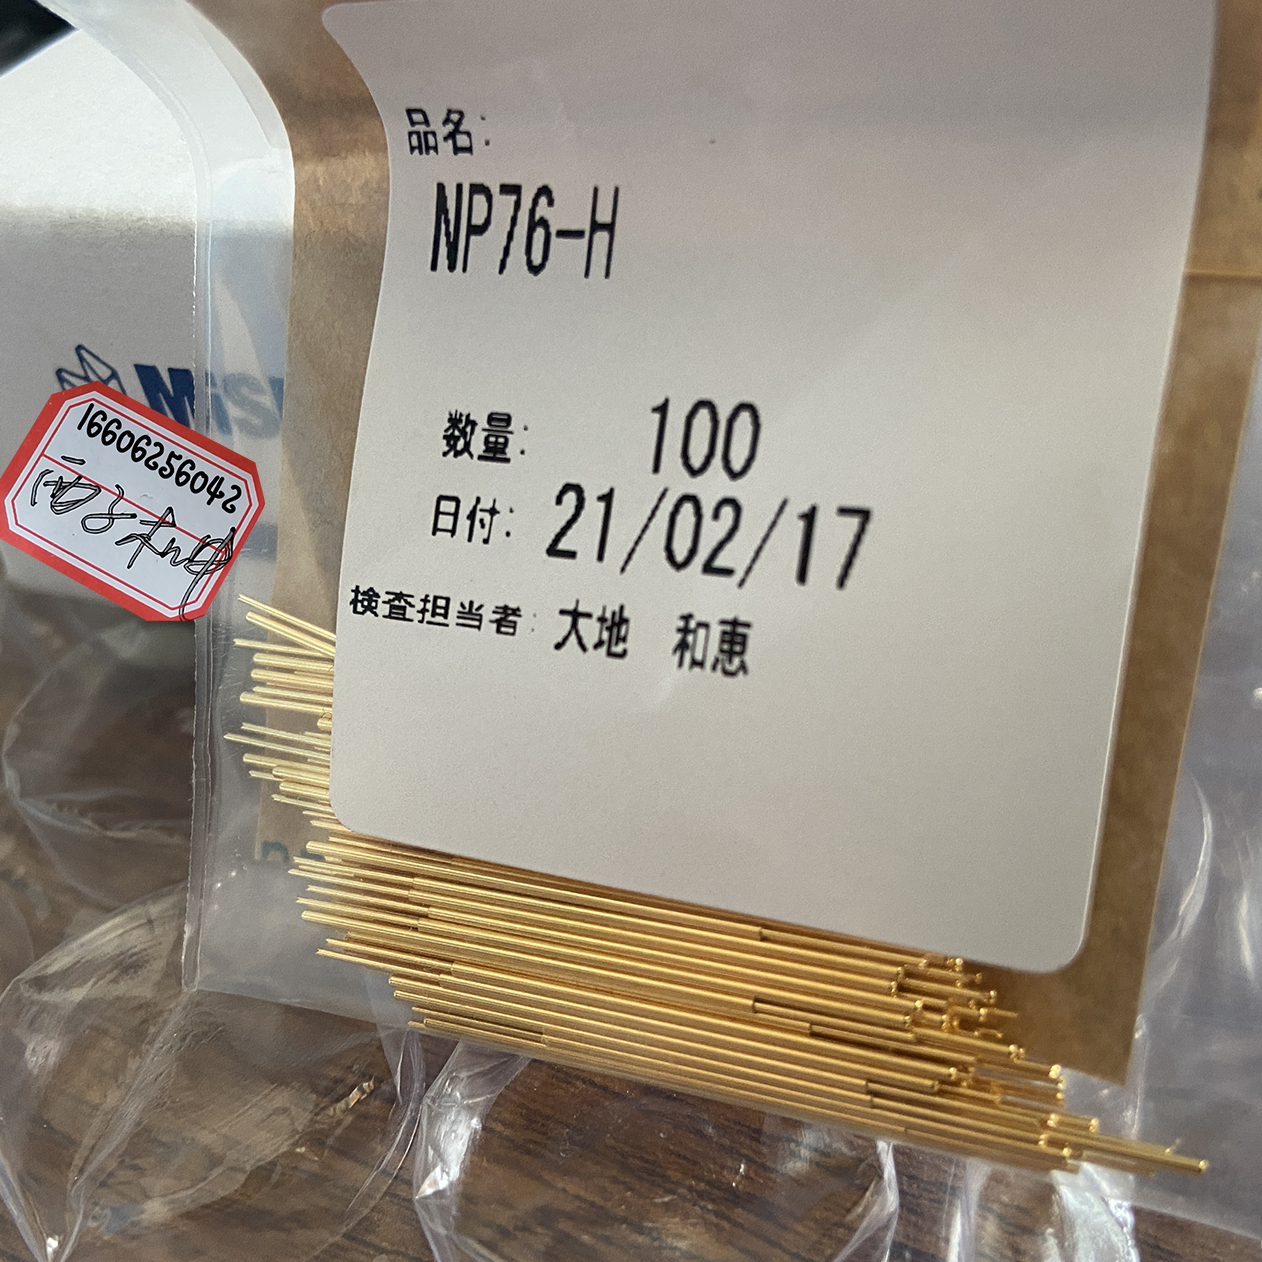 品名:
NP76-H
数量: 100
日付: 21/02/17
検査担当者: 大地 和恵
MiSU
16606256042